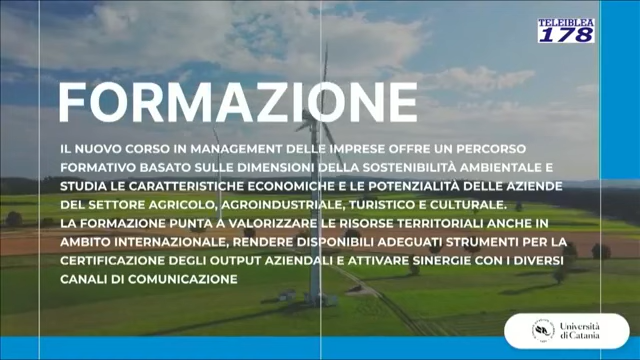 TELEIBLEA
178
FORMAZIONE
IL NUOVO CORSO IN MANAGEMENT DELLE IMPRESE OFFRE UN PERCORSO
FORMATIVO BASATO SULLE DIMENSIONI DELLA SOSTENIBILITÀ AMBIENTALE E
STUDIA LE CARATTERISTICHE ECONOMICHE E LE POTENZIALITÀ DELLE AZIENDE
DEL SETTORE AGRICOLO, AGROINDUSTRIALE, TURISTICO E CULTURALE.
LA FORMAZIONE PUNTA A VALORIZZARE LE RISORSE TERRITORIALI ANCHE IN
AMBITO INTERNAZIONALE, RENDERE DISPONIBILI ADEGUATI STRUMENTI PER LA
CERTIFICAZIONE DEGLI OUTPUT AZIENDALI E ATTIVARE SINERGIE CON I DIVERSI
CANALI DI COMUNICAZIONE
Università
di Catania